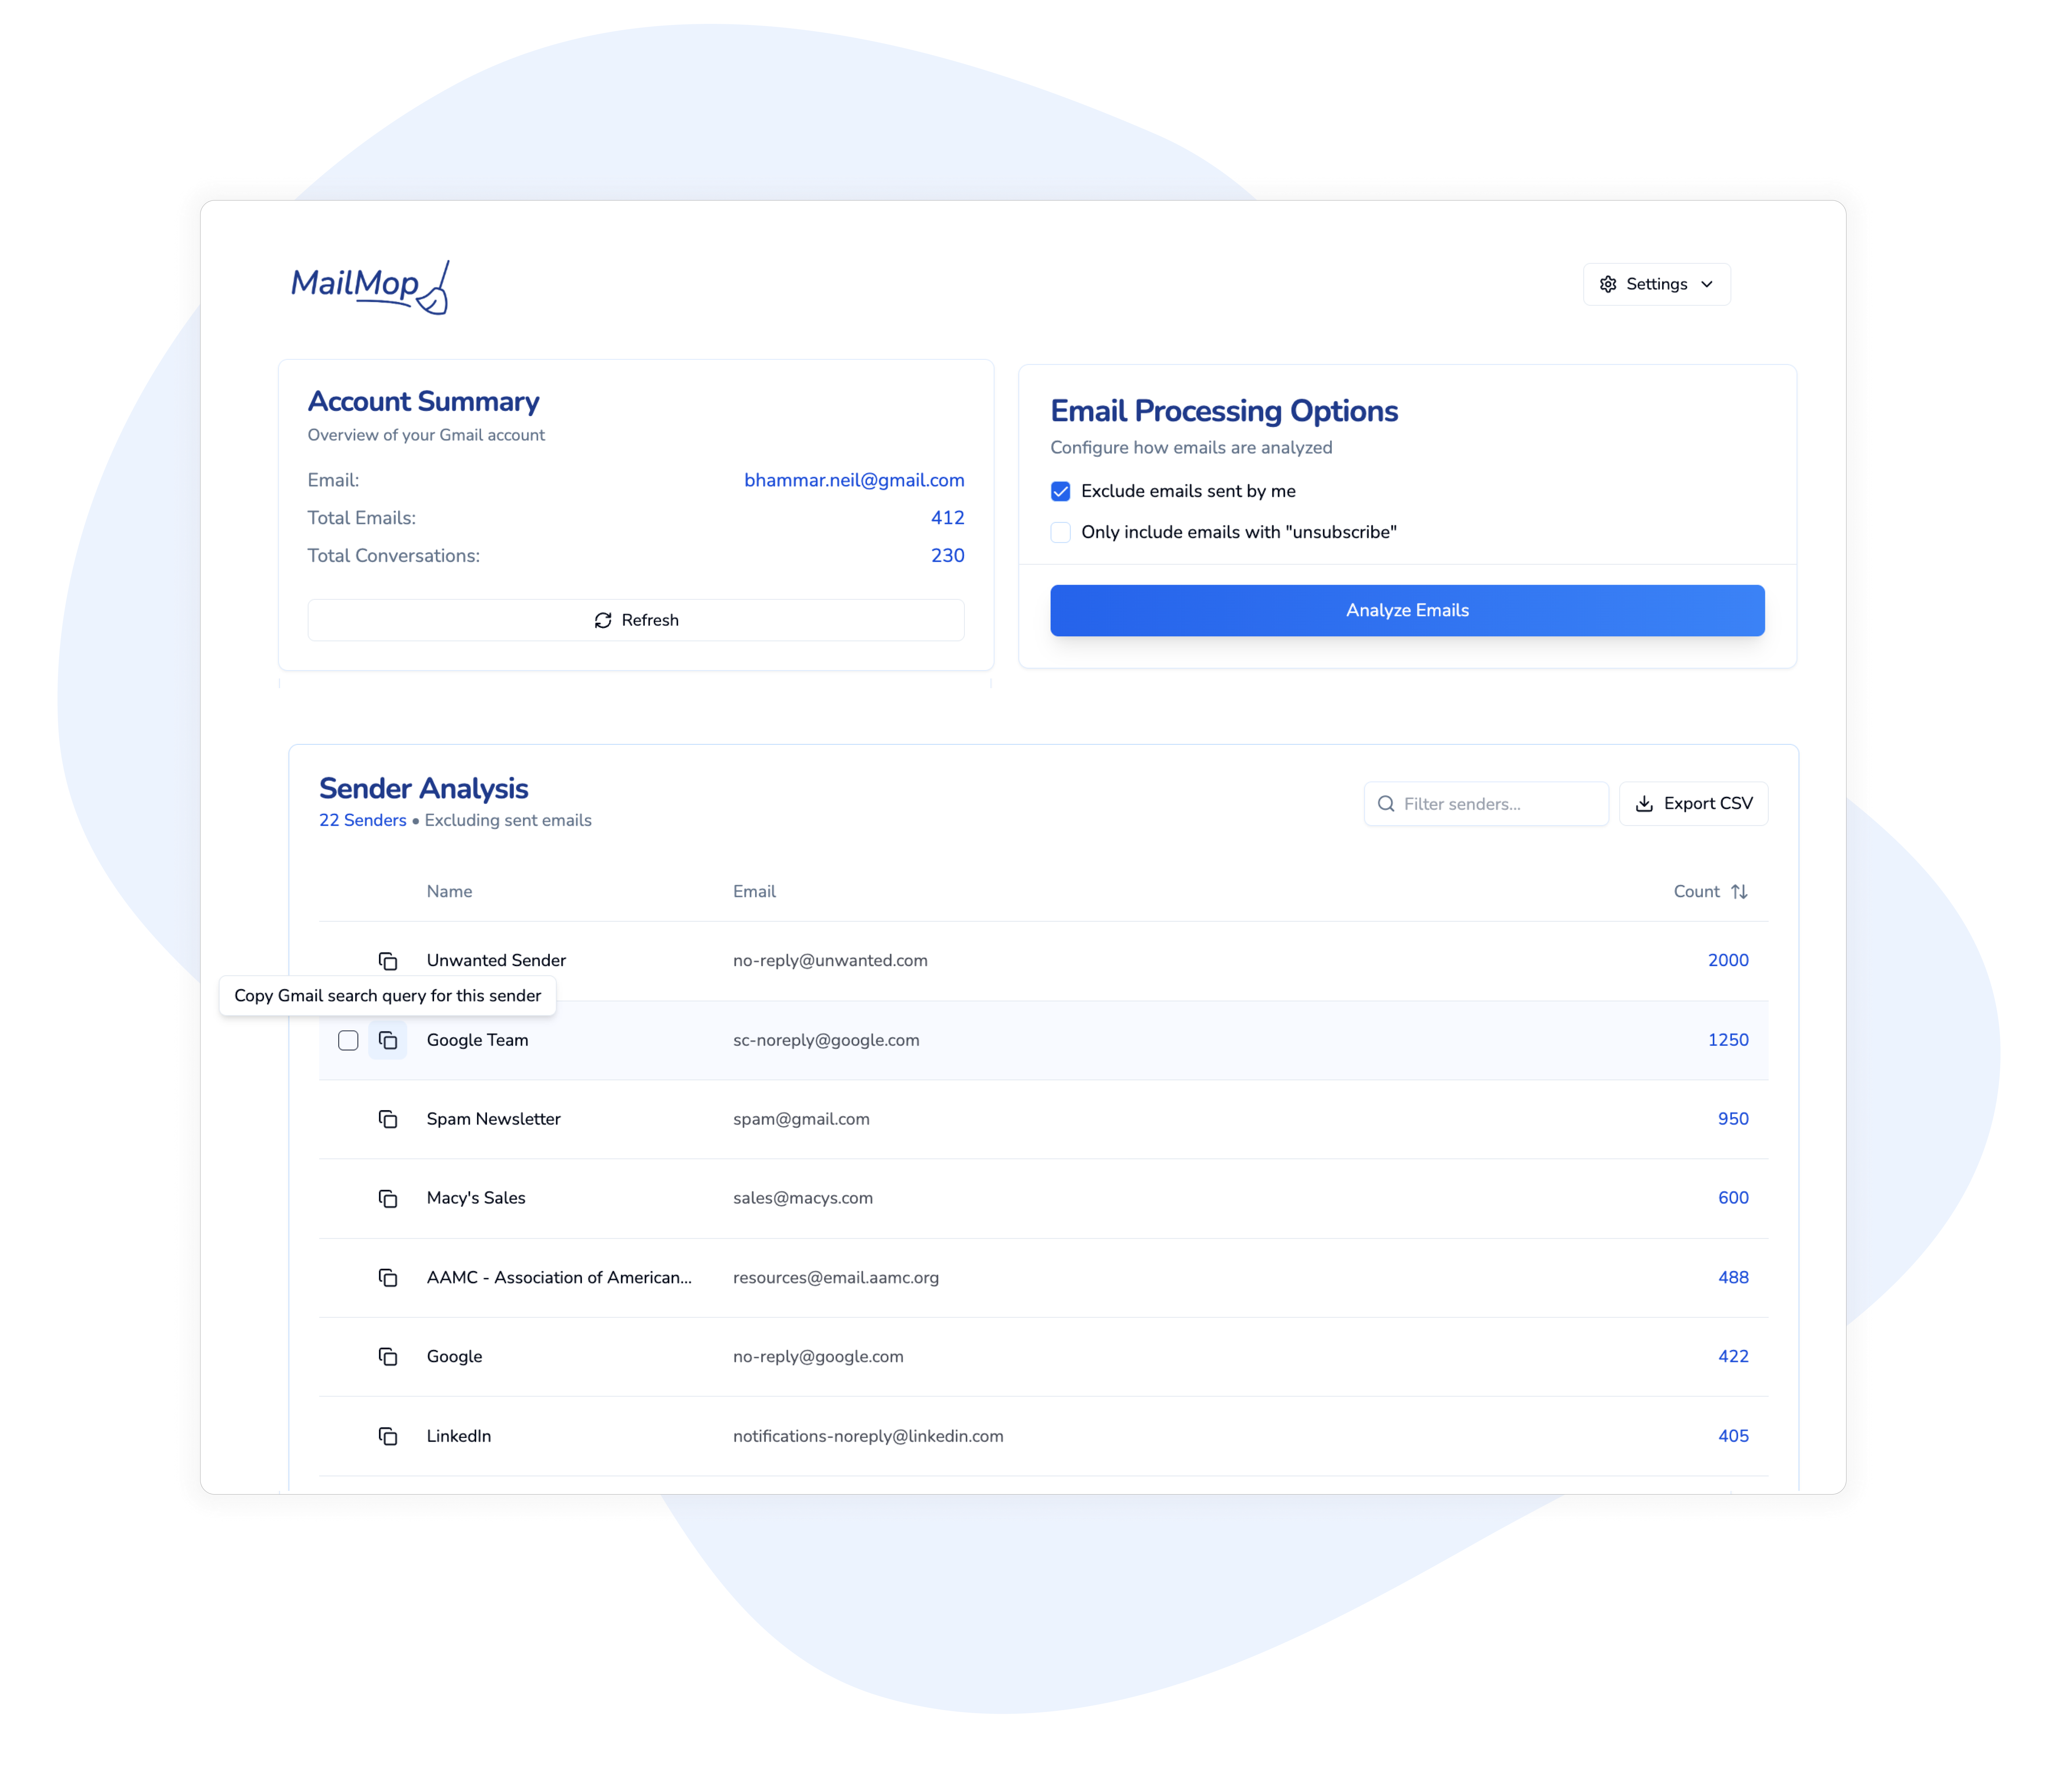 MailMop
Settings
Account Summary
Overview of your Gmail account
Email: bhammar.neil@gmail.com
Total Emails: 412
Total Conversations: 230
Refresh
Email Processing Options
Configure how emails are analyzed
Exclude emails sent by me
Only include emails with "unsubscribe"
Analyze Emails
Sender Analysis
22 Senders • Excluding sent emails
Filter senders...
Export CSV
Name Email Count
Unwanted Sender no-reply@unwanted.com 2000
Copy Gmail search query for this sender
Google Team sc-noreply@google.com 1250
Spam Newsletter spam@gmail.com 950
Macy's Sales sales@macys.com 600
AAMC - Association of American... resources@email.aamc.org 488
Google no-reply@google.com 422
LinkedIn notifications-noreply@linkedin.com 405